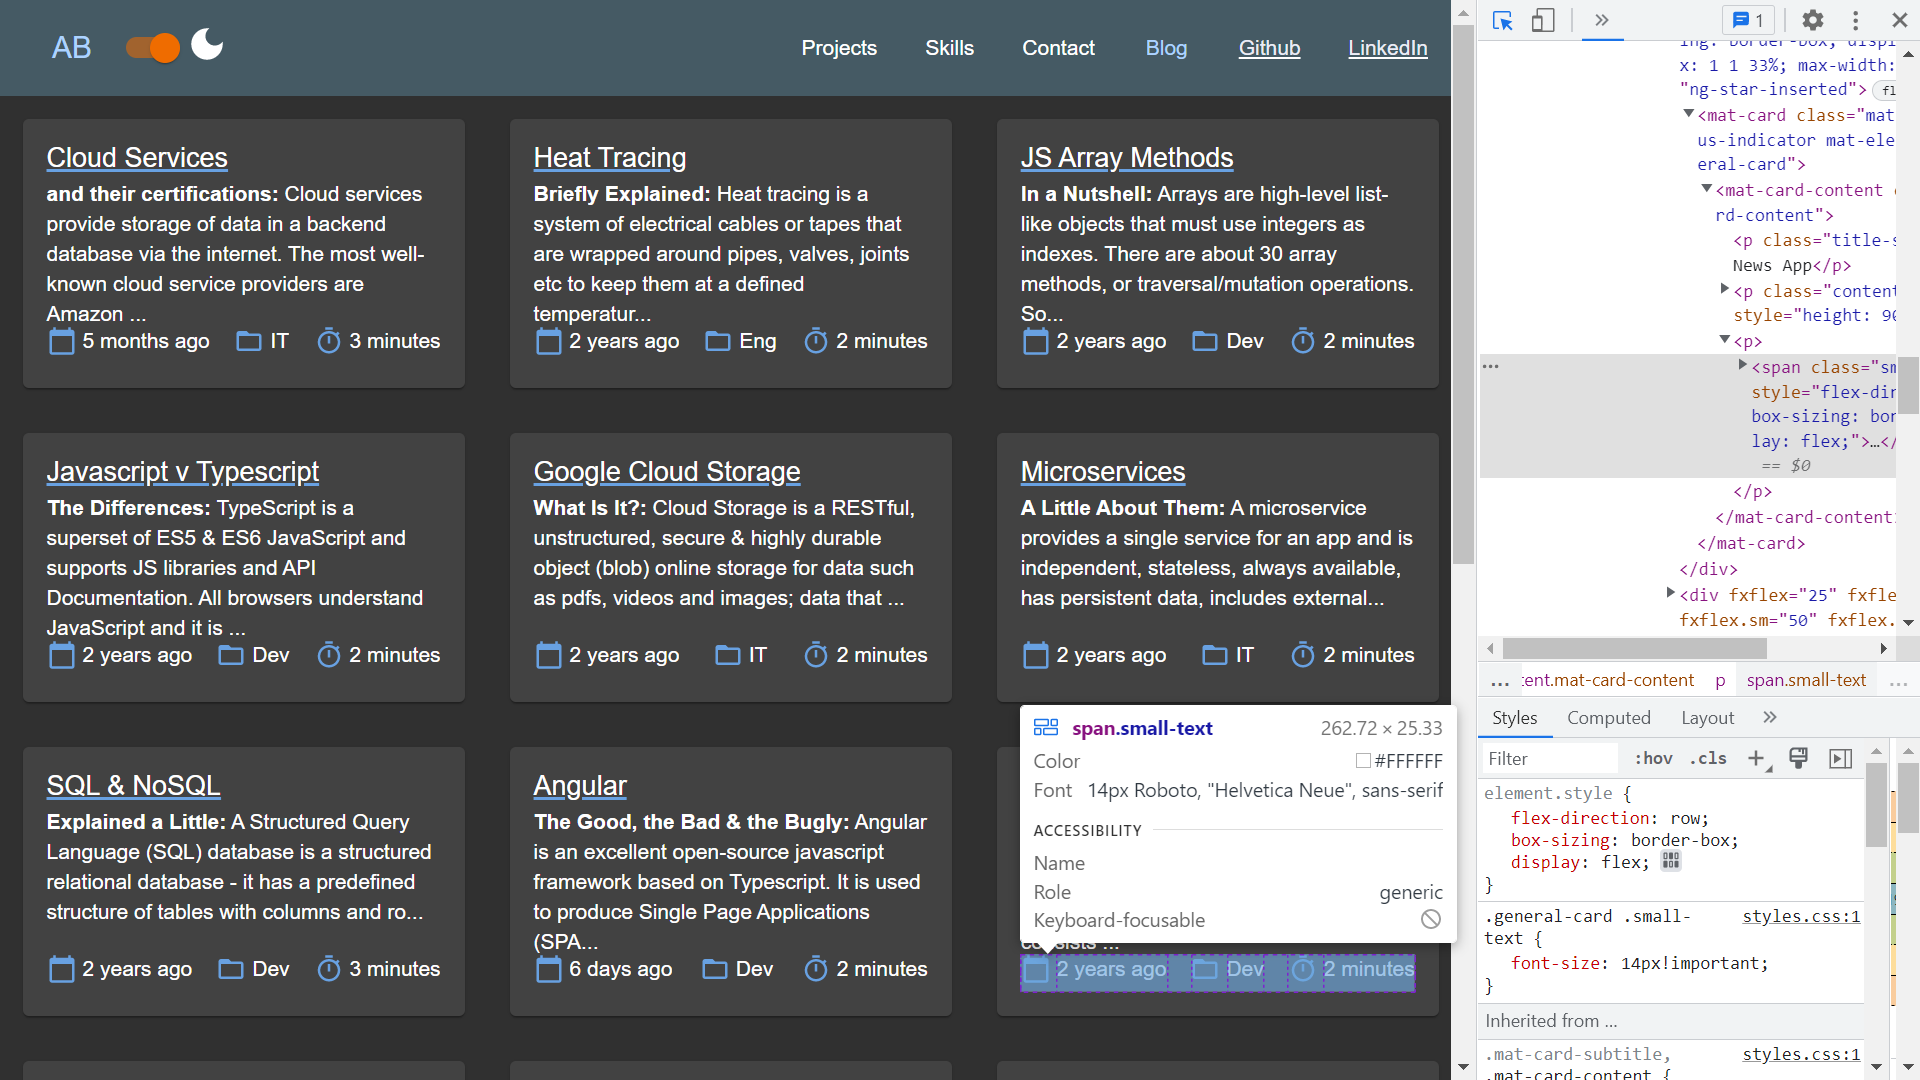 AB
Projects Skills Contact Blog Github LinkedIn
Cloud Services
and their certifications: Cloud services
provide storage of data in a backend
database via the internet. The most well-
known cloud service providers are
Amazon ...
5 months ago IT 3 minutes
Heat Tracing
Briefly Explained: Heat tracing is a
system of electrical cables or tapes that
are wrapped around pipes, valves, joints
etc to keep them at a defined
temperatur...
2 years ago Eng 2 minutes
JS Array Methods
In a Nutshell: Arrays are high-level list-
like objects that must use integers as
indexes. There are about 30 array
methods, or traversal/mutation operations.
So...
2 years ago Dev 2 minutes
Javascript v Typescript
The Differences: TypeScript is a
superset of ES5 & ES6 JavaScript and
supports JS libraries and API
Documentation. All browsers understand
JavaScript and it is ...
2 years ago Dev 2 minutes
Google Cloud Storage
What Is It?: Cloud Storage is a RESTful,
unstructured, secure & highly durable
object (blob) online storage for data such
as pdfs, videos and images; data that ...
2 years ago IT 2 minutes
Microservices
A Little About Them: A microservice
provides a single service for an app and is
independent, stateless, always available,
has persistent data, includes external...
2 years ago IT 2 minutes
SQL & NoSQL
Explained a Little: A Structured Query
Language (SQL) database is a structured
relational database - it has a predefined
structure of tables with columns and ro...
2 years ago Dev 3 minutes
Angular
The Good, the Bad & the Bugly: Angular
is an excellent open-source javascript
framework based on Typescript. It is used
to produce Single Page Applications
(SPA...
6 days ago Dev 2 minutes
span.small-text 262.72 × 25.33
Color #FFFFFF
Font 14px Roboto, "Helvetica Neue", sans-serif
ACCESSIBILITY
Name
Role generic
Keyboard-focusable
consists ...
2 years ago Dev 2 minutes
1
ing: border-box; displ
x: 1 1 33%; max-width:
"ng-star-inserted"> fl
<mat-card class="mat
us-indicator mat-ele
eral-card">
<mat-card-content
rd-content">
<p class="title-s
News App</p>
<p class="content
style="height: 90
<p>
<span class="sm
style="flex-dir
box-sizing: bor
lay: flex;">…</
== $0
</p>
</mat-card-content>
</mat-card>
</div>
<div fxflex="25" fxfle
fxflex.sm="50" fxflex.
... tent.mat-card-content p span.small-text ...
Styles Computed Layout
Filter :hov .cls
element.style {
flex-direction: row;
box-sizing: border-box;
display: flex;
}
.general-card .small- styles.css:1
text {
font-size: 14px!important;
}
Inherited from ...
.mat-card-subtitle, styles.css:1
.mat-card-content {